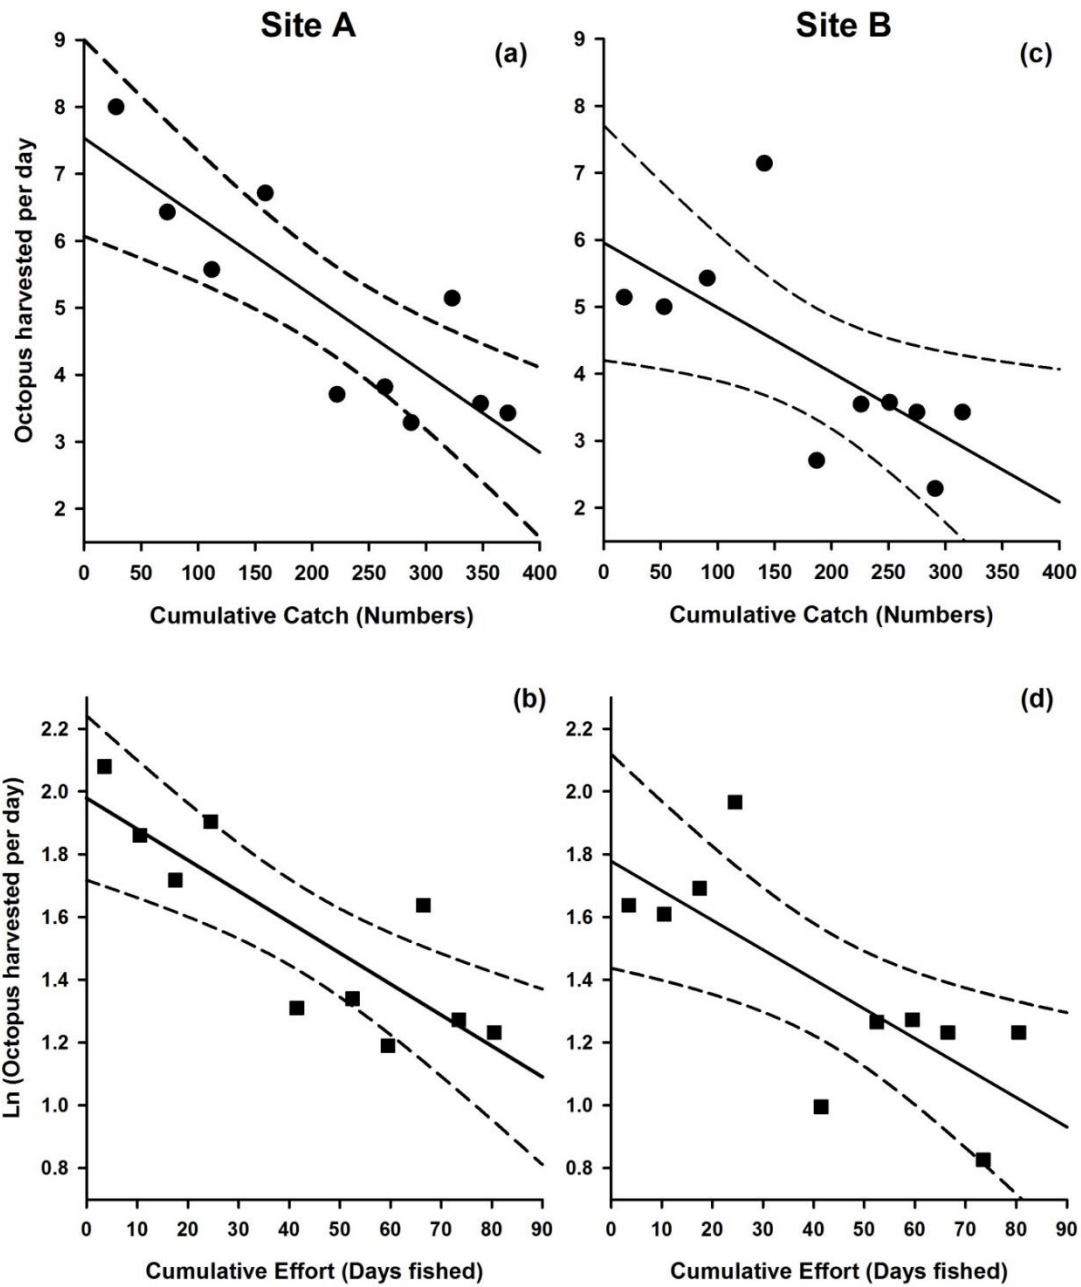 Site A
Site B
(a)
(c)
9
8
7
6
5
4
3
2
Octopus harvested per day
0 50 100 150 200 250 300 350 400
Cumulative Catch (Numbers)
9
8
7
6
5
4
3
2
0 50 100 150 200 250 300 350 400
Cumulative Catch (Numbers)
(b)
(d)
2.2
2.0
1.8
1.6
1.4
1.2
1.0
0.8
Ln (Octopus harvested per day)
0 10 20 30 40 50 60 70 80 90
Cumulative Effort (Days fished)
2.2
2.0
1.8
1.6
1.4
1.2
1.0
0.8
0 10 20 30 40 50 60 70 80 90
Cumulative Effort (Days fished)